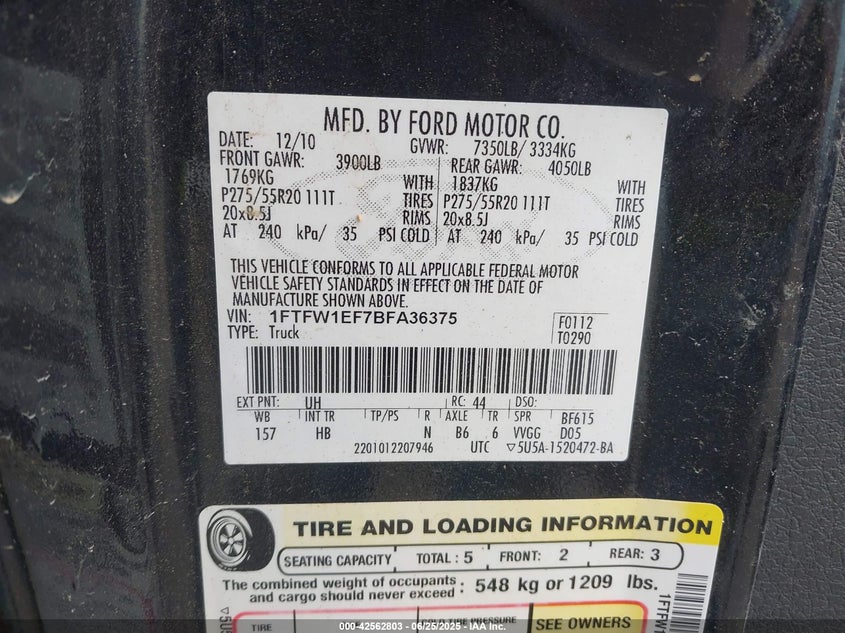 MFD. BY FORD MOTOR CO.
DATE: 12/10 GVWR: 7350LB/ 3334KG
FRONT GAWR: 3900LB REAR GAWR: 4050LB
1769KG WITH 1837KG WITH
P275/55R20 111T TIRES P275/55R20 111T TIRES
20x8.5J RIMS 20x8.5J RIMS
AT 240 kPa/ 35 PSI COLD AT 240 kPa/ 35 PSI COLD
THIS VEHICLE CONFORMS TO ALL APPLICABLE FEDERAL MOTOR
VEHICLE SAFETY STANDARDS IN EFFECT ON THE DATE OF
MANUFACTURE SHOWN ABOVE.
VIN: 1FTFW1EF7BFA36375 F0112
TYPE: Truck T0290
EXT PNT: UH RC: 44 DSO:
WB INT TR TP/PS R AXLE TR SPR BF615
157 HB N B6 6 VVGG D05
2201012207946 UTC ▽5U5A-1520472-BA
TIRE AND LOADING INFORMATION
SEATING CAPACITY TOTAL: 5 FRONT: 2 REAR: 3
The combined weight of occupants
and cargo should never exceed : 548 kg or 1209 lbs.
TIRE PRESSURE SEE OWNERS
000-42562803 - 06/25/2025